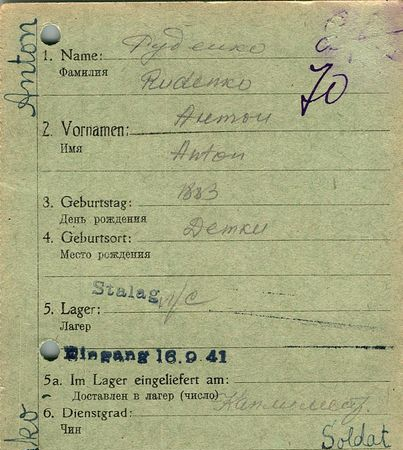 Anton
1. Name: Руденко
Фамилия Rudenko
70
2. Vornamen: Антон
Имя Anton
3. Geburtstag: 1883
День рождения
4. Geburtsort: Детки
Место рождения
5. Lager: Stalag
Лагер
Eingang 16.9.41
5a. Im Lager eingeliefert am:
Доставлен в лагер (число)
6. Dienstgrad:
Чин
Soldat